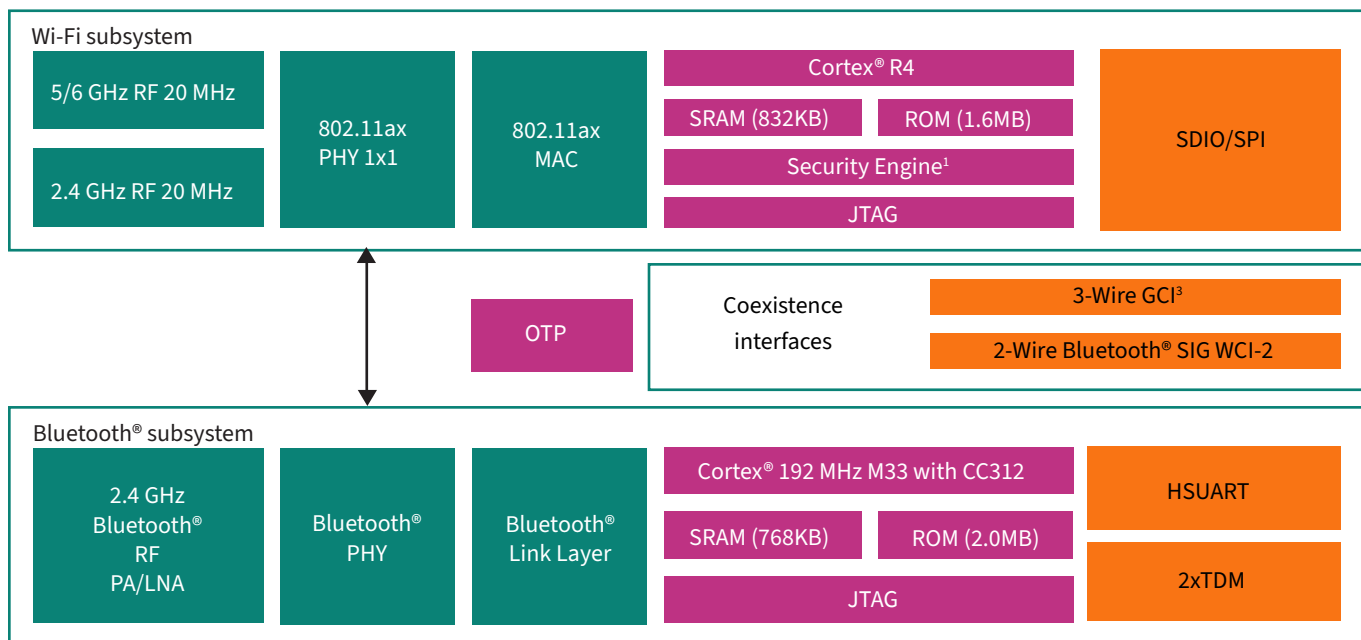 Wi-Fi subsystem
5/6 GHz RF 20 MHz
2.4 GHz RF 20 MHz
802.11ax
PHY 1x1
802.11ax
MAC
Cortex® R4
SRAM (832KB)
ROM (1.6MB)
Security Engine¹
JTAG
SDIO/SPI
OTP
Coexistence
interfaces
3-Wire GCI³
2-Wire Bluetooth® SIG WCI-2
Bluetooth® subsystem
2.4 GHz
Bluetooth®
RF
PA/LNA
Bluetooth®
PHY
Bluetooth®
Link Layer
Cortex® 192 MHz M33 with CC312
SRAM (768KB)
ROM (2.0MB)
JTAG
HSUART
2xTDM